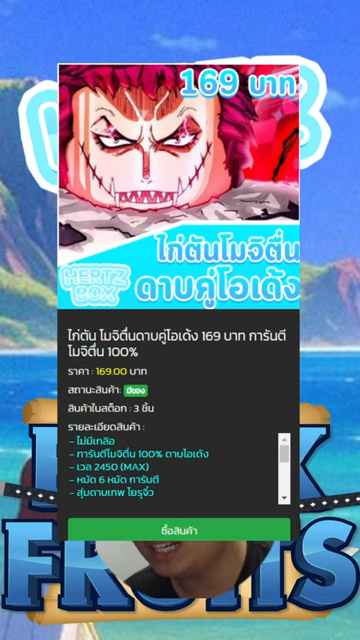 169 บาท
ไก่ตันโมจิตื่น
HERTZ
BOX
ดาบคู่โอเด้ง
ไก่ตัน โมจิตื่นดาบคู่โอเด้ง 169 บาท การันตี
โมจิตื่น 100%
ราคา : 169.00 บาท
สถานะสินค้า: มีของ
สินค้าในสต็อก : 3 ชิ้น
รายละเอียดสินค้า :
- ไม่มีเกลือ
- การันตีโมจิตื่น 100% ดาบโอเด้ง
- เวล 2450 (MAX)
- หมัด 6 หมัด การันตี
- สุ่มดาบเทพ โยรุจิ๋ว
ซื้อสินค้า
FRUITS